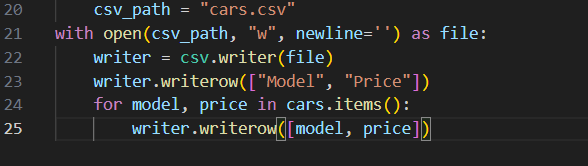 20 csv_path = "cars.csv"
21 with open(csv_path, "w", newline='') as file:
22 writer = csv.writer(file)
23 writer.writerow(["Model", "Price"])
24 for model, price in cars.items():
25 writer.writerow([model, price])